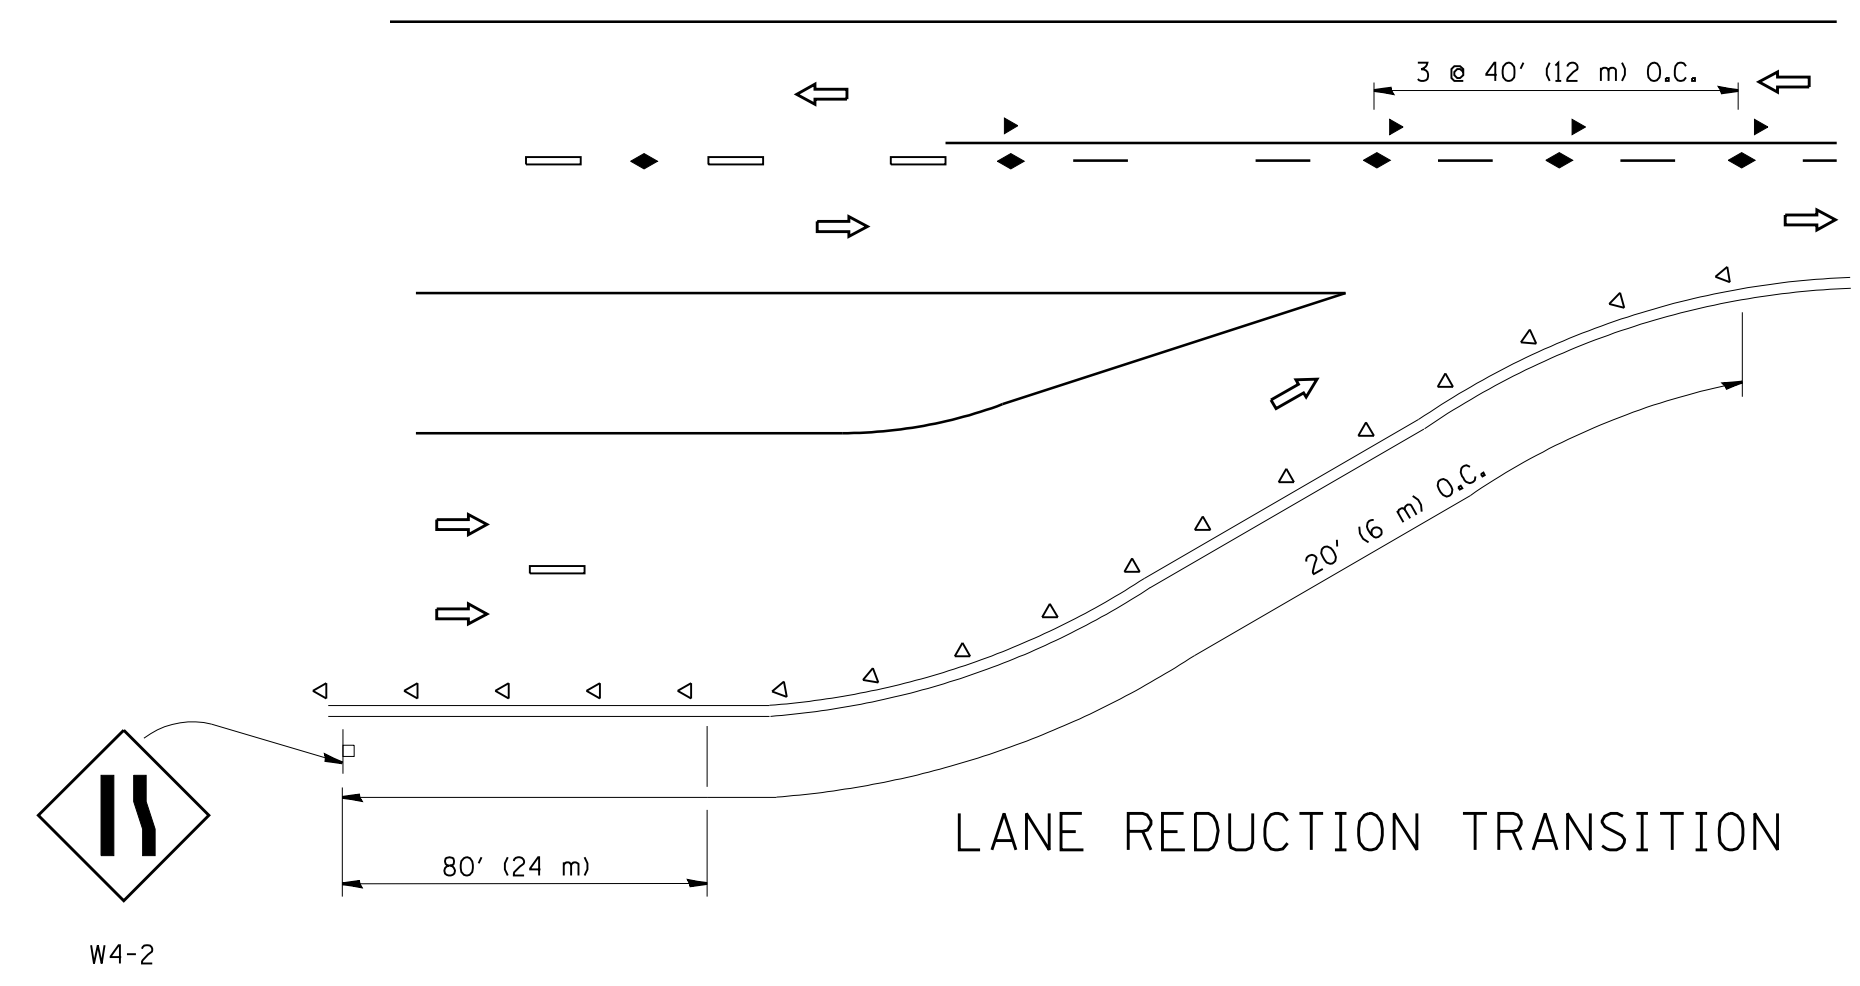 3 @ 40' (12 m) O.C.
20' (6 m) O.C.
LANE REDUCTION TRANSITION
80' (24 m)
W4-2